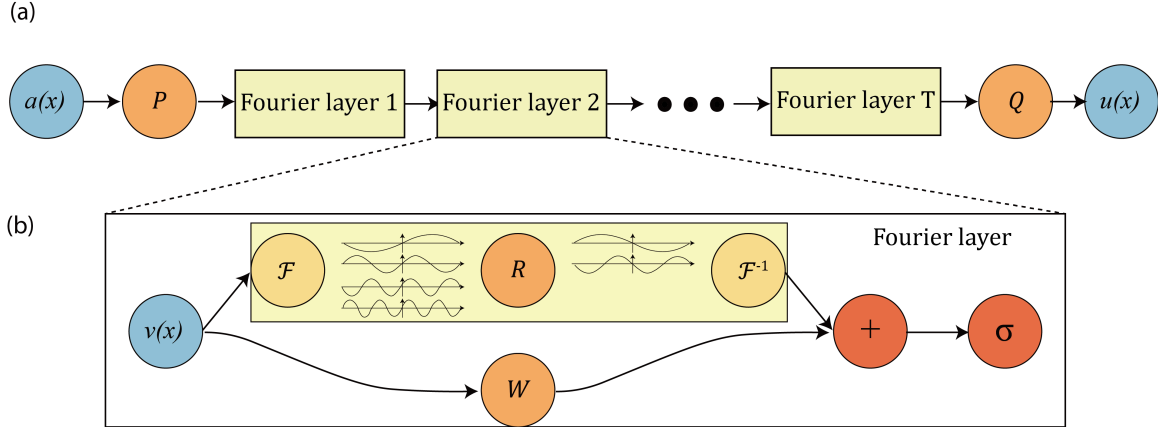 (a)
a(x)
P
Fourier layer 1
Fourier layer 2
Fourier layer T
Q
u(x)
(b)
Fourier layer
v(x)
ℱ
R
ℱ⁻¹
W
+
σ